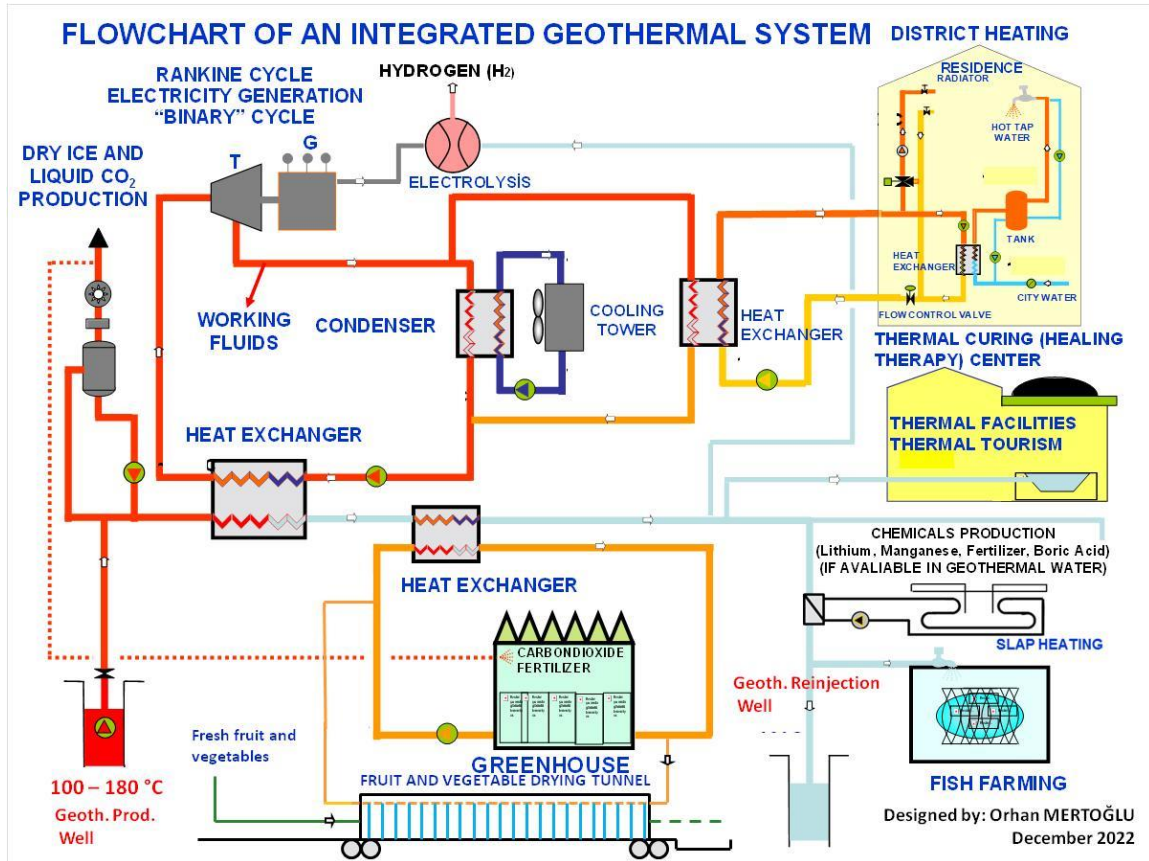 FLOWCHART OF AN INTEGRATED GEOTHERMAL SYSTEM
DISTRICT HEATING
HYDROGEN (H2)
RANKINE CYCLE
ELECTRICITY GENERATION
“BINARY” CYCLE
RESIDENCE
RADIATOR
HOT TAP
WATER
DRY ICE AND
LIQUID CO2
PRODUCTION
T
G
ELECTROLYSİS
TANK
HEAT
EXCHANGER
CITY WATER
FLOW CONTROL VALVE
WORKING
FLUIDS
CONDENSER
COOLING
TOWER
HEAT
EXCHANGER
THERMAL CURING (HEALING
THERAPY) CENTER
THERMAL FACILITIES
THERMAL TOURISM
HEAT EXCHANGER
CHEMICALS PRODUCTION
(Lithium, Manganese, Fertilizer, Boric Acid)
(IF AVALIABLE IN GEOTHERMAL WATER)
HEAT EXCHANGER
SLAP HEATING
CARBONDIOXIDE
FERTILIZER
Geoth. Reinjection
Well
Fresh fruit and
vegetables
GREENHOUSE
FRUIT AND VEGETABLE DRYING TUNNEL
100 – 180 °C
Geoth. Prod.
Well
FISH FARMING
Designed by: Orhan MERTOĞLU
December 2022